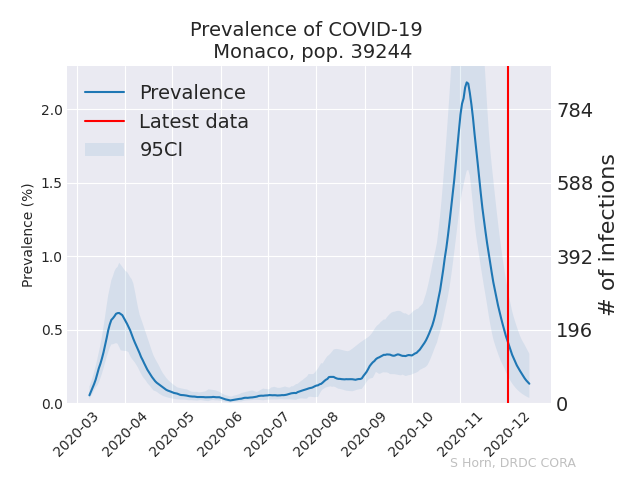 Prevalence of COVID-19
Monaco, pop. 39244
Prevalence
Latest data
95CI
Prevalence (%)
2.0
1.5
1.0
0.5
0.0
784
588
392
196
0
# of infections
2020-03
2020-04
2020-05
2020-06
2020-07
2020-08
2020-09
2020-10
2020-11
2020-12
S Horn, DRDC CORA